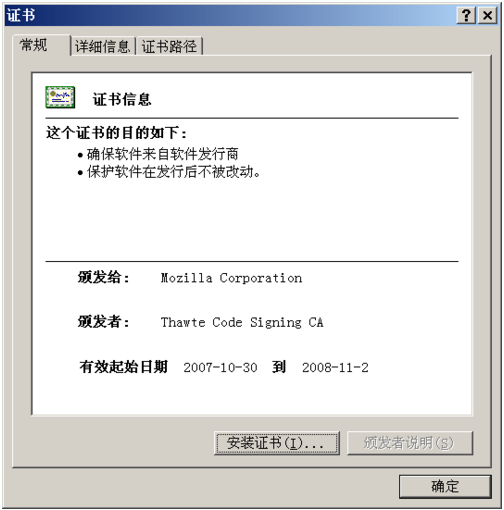 证书
常规 详细信息 证书路径
证书信息
这个证书的目的如下:
•确保软件来自软件发行商
•保护软件在发行后不被改动。
颁发给: Mozilla Corporation
颁发者: Thawte Code Signing CA
有效起始日期 2007-10-30 到 2008-11-2
安装证书(I)... 颁发者说明(S)
确定